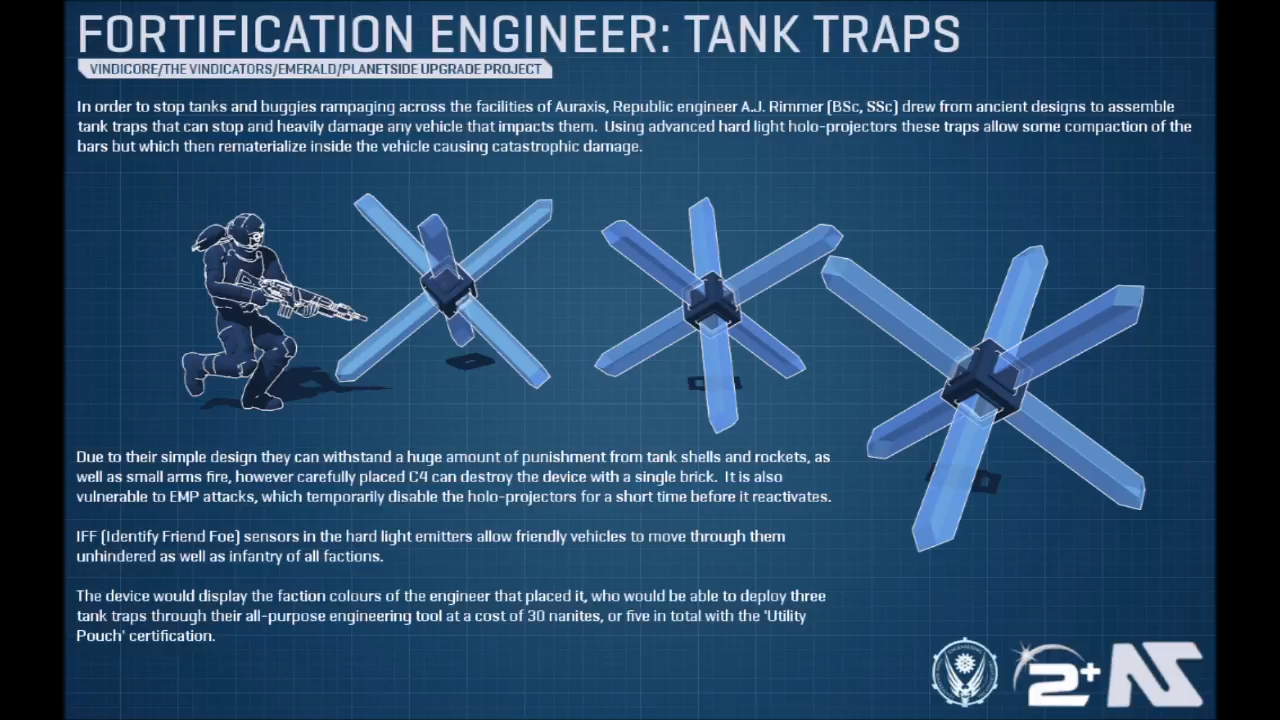 FORTIFICATION ENGINEER: TANK TRAPS
VINDICORE/THE VINDICATORS/EMERALD/PLANETSIDE UPGRADE PROJECT
In order to stop tanks and buggies rampaging across the facilities of Auraxis, Republic engineer A.J. Rimmer (BSc, SSc) drew from ancient designs to assemble
tank traps that can stop and heavily damage any vehicle that impacts them. Using advanced hard light holo-projectors these traps allow some compaction of the
bars but which then rematerialize inside the vehicle causing catastrophic damage.
Due to their simple design they can withstand a huge amount of punishment from tank shells and rockets, as
well as small arms fire, however carefully placed C4 can destroy the device with a single brick. It is also
vulnerable to EMP attacks, which temporarily disable the holo-projectors for a short time before it reactivates.
IFF (Identify Friend Foe) sensors in the hard light emitters allow friendly vehicles to move through them
unhindered as well as infantry of all factions.
The device would display the faction colours of the engineer that placed it, who would be able to deploy three
tank traps through their all-purpose engineering tool at a cost of 30 nanites, or five in total with the 'Utility
Pouch' certification.
2+ NS